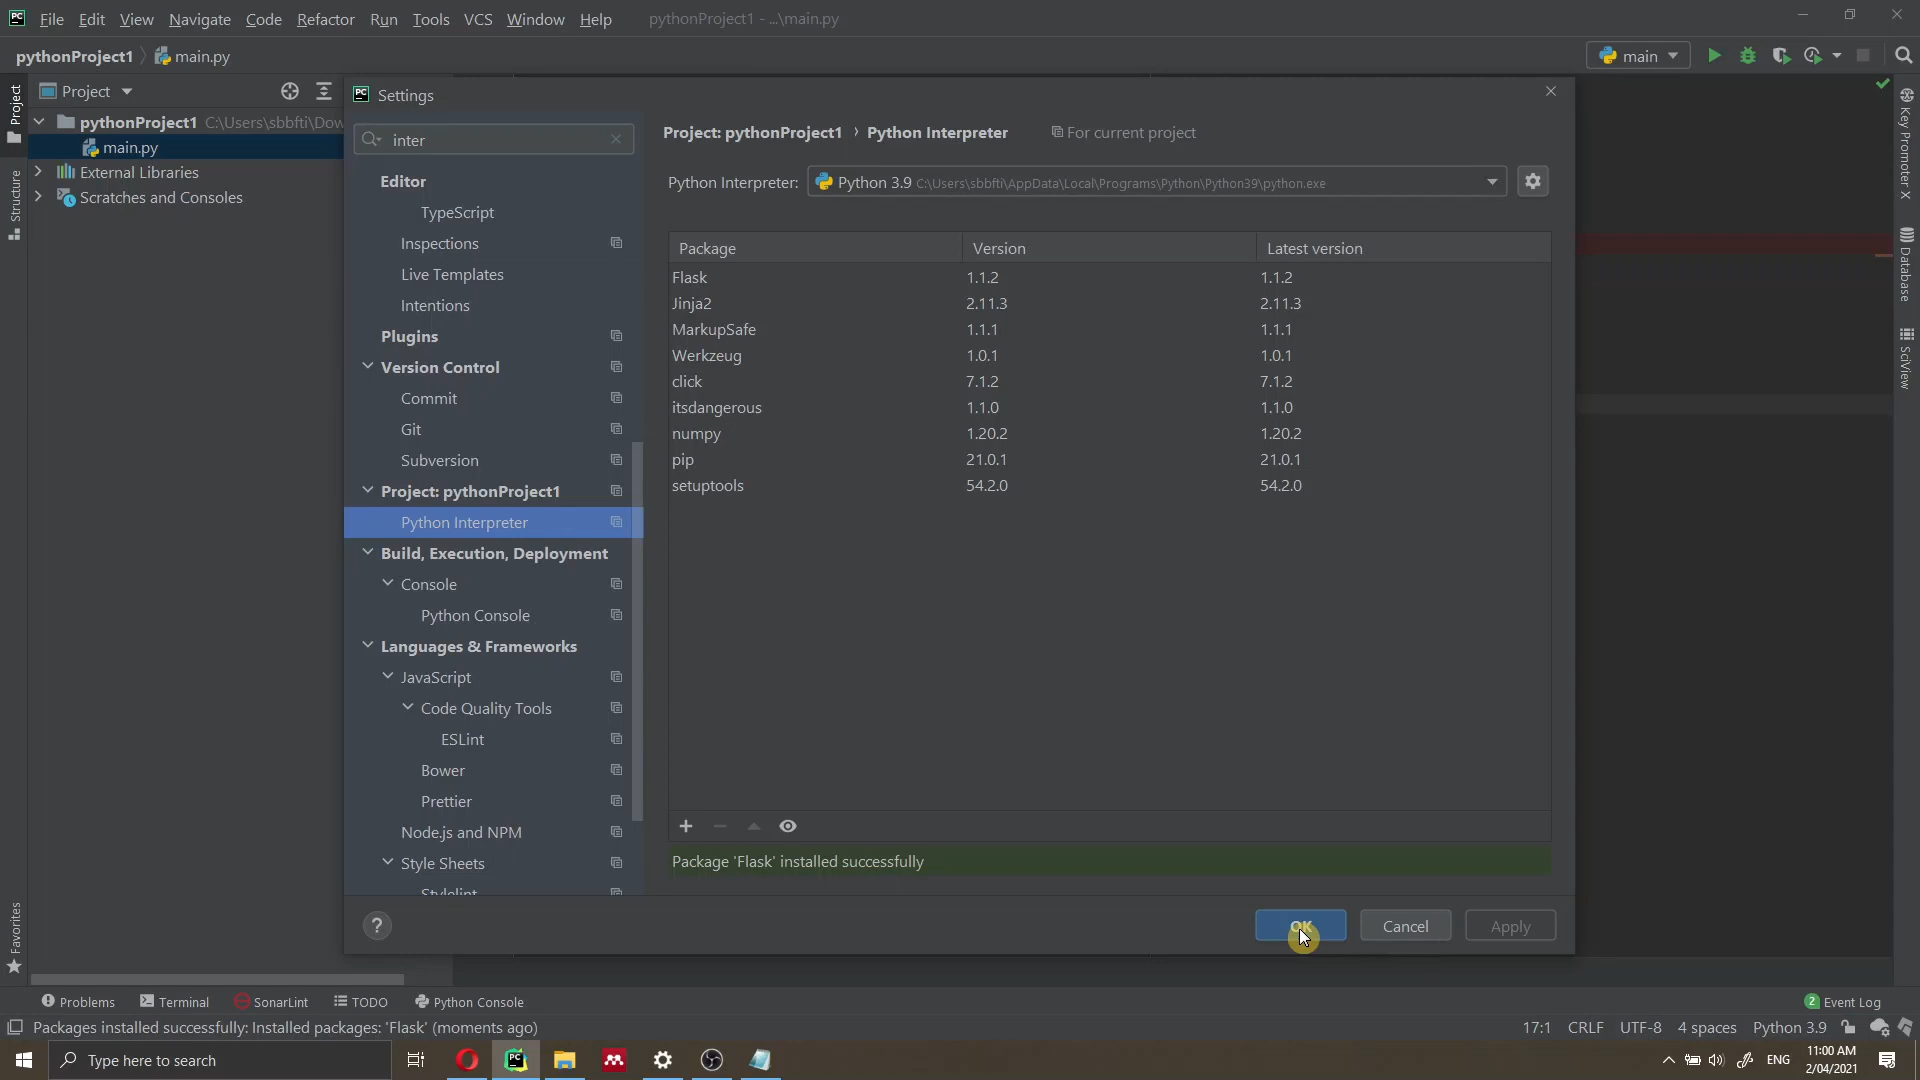 File Edit View Navigate Code Refactor Run Tools VCS Window Help pythonProject1 - ...\main.py
pythonProject1 main.py
main
Project
pythonProject1 C:\Users\sbbfti\Dow
main.py
External Libraries
Scratches and Consoles
Project
Structure
Favorites
Settings
inter
Editor
TypeScript
Inspections
Live Templates
Intentions
Plugins
Version Control
Commit
Git
Subversion
Project: pythonProject1
Python Interpreter
Build, Execution, Deployment
Console
Python Console
Languages & Frameworks
JavaScript
Code Quality Tools
ESLint
Bower
Prettier
Node.js and NPM
Style Sheets
Stylelint
Project: pythonProject1 › Python Interpreter For current project
Python Interpreter: Python 3.9 C:\Users\sbbfti\AppData\Local\Programs\Python\Python39\python.exe
Package Version Latest version
Flask 1.1.2 1.1.2
Jinja2 2.11.3 2.11.3
MarkupSafe 1.1.1 1.1.1
Werkzeug 1.0.1 1.0.1
click 7.1.2 7.1.2
itsdangerous 1.1.0 1.1.0
numpy 1.20.2 1.20.2
pip 21.0.1 21.0.1
setuptools 54.2.0 54.2.0
Package 'Flask' installed successfully
? OK Cancel Apply
Key Promoter X
Database
SciView
Problems Terminal SonarLint TODO Python Console 2 Event Log
Packages installed successfully: Installed packages: 'Flask' (moments ago) 17:1 CRLF UTF-8 4 spaces Python 3.9
Type here to search ENG 11:00 AM
2/04/2021